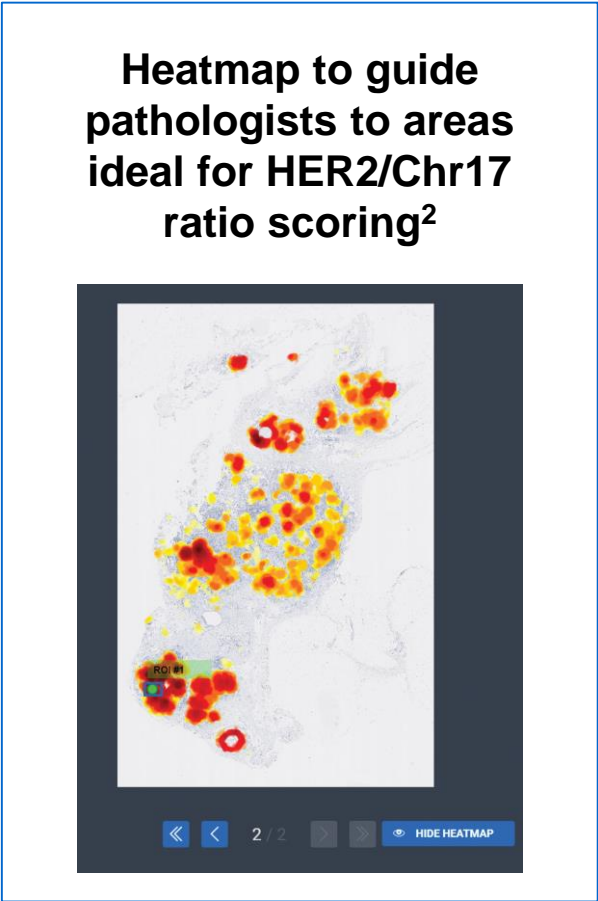 Heatmap to guide
pathologists to areas
ideal for HER2/Chr17
ratio scoring²
ROI #1
2 / 2
HIDE HEATMAP